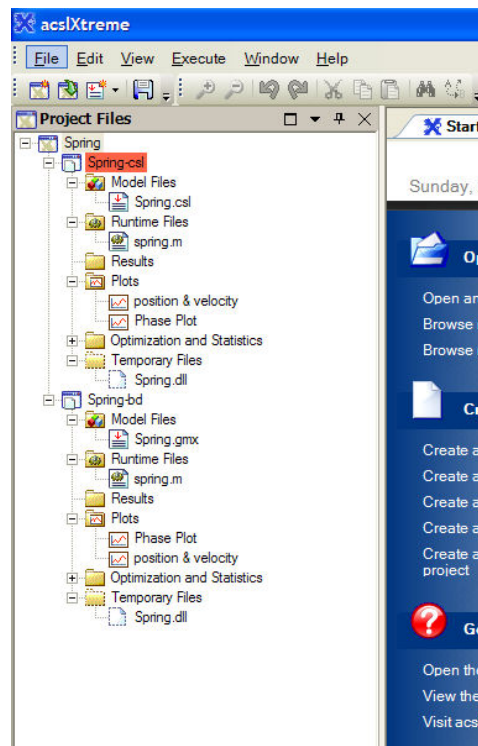 acslXtreme
File Edit View Execute Window Help
Project Files
Start
Spring
Spring-csl
Sunday,
Model Files
Spring.csl
Runtime Files
spring.m
Results
Plots
position & velocity
Phase Plot
Optimization and Statistics
Temporary Files
Spring.dll
Spring-bd
Model Files
Spring.gmx
Runtime Files
spring.m
Results
Plots
Phase Plot
position & velocity
Optimization and Statistics
Temporary Files
Spring.dll
Op
Open an
Browse
Browse
Cr
Create a
Create a
Create a
Create a
Create a
project
Ge
Open the
View the
Visit acs